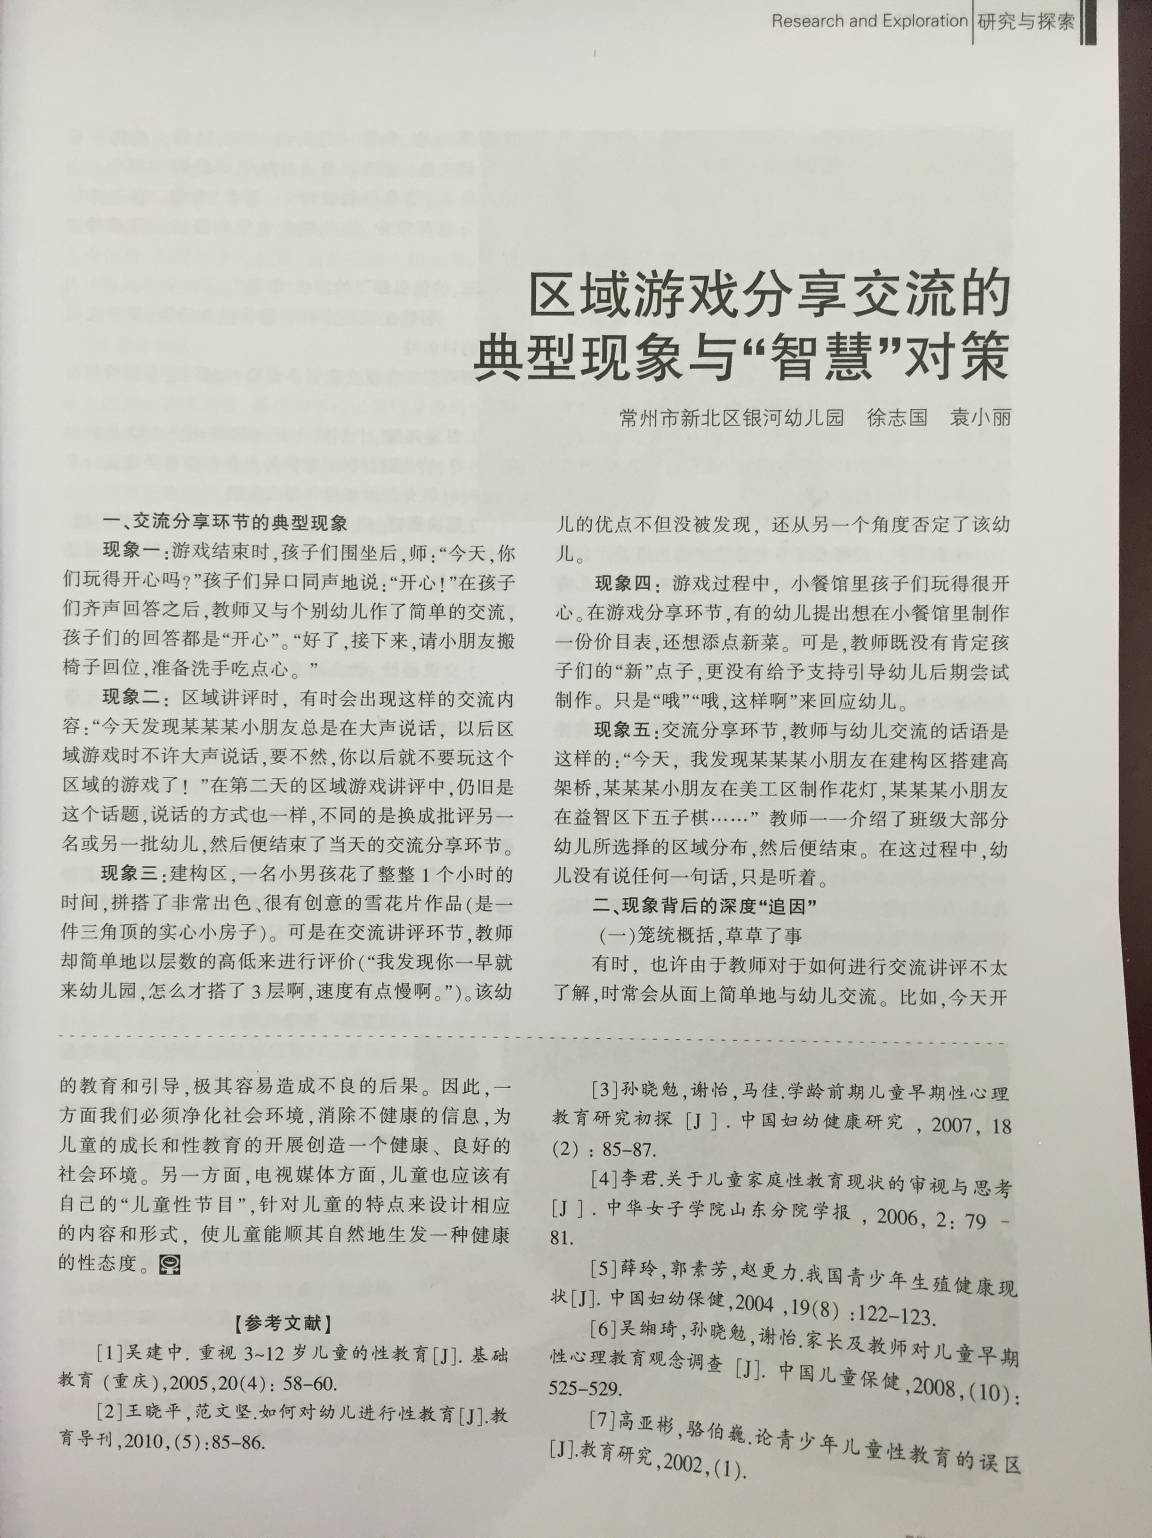 Research and Exploration 研究与探索
区域游戏分享交流的
典型现象与“智慧”对策
常州市新北区银河幼儿园 徐志国 袁小丽
一、交流分享环节的典型现象
现象一:游戏结束时,孩子们围坐后,师:“今天,你
们玩得开心吗?”孩子们异口同声地说:“开心!”在孩子
们齐声回答之后,教师又与个别幼儿作了简单的交流,
孩子们的回答都是“开心”。“好了,接下来,请小朋友搬
椅子回位,准备洗手吃点心。”
现象二: 区域讲评时, 有时会出现这样的交流内
容:“今天发现某某某小朋友总是在大声说话, 以后区
域游戏时不许大声说话,要不然,你以后就不要玩这个
区域的游戏了! ”在第二天的区域游戏讲评中,仍旧是
这个话题,说话的方式也一样,不同的是换成批评另一
名或另一批幼儿,然后便结束了当天的交流分享环节。
现象三:建构区,一名小男孩花了整整 1 个小时的
时间,拼搭了非常出色、很有创意的雪花片作品(是一
件三角顶的实心小房子)。可是在交流讲评环节,教师
却简单地以层数的高低来进行评价(“我发现你一早就
来幼儿园,怎么才搭了 3 层啊,速度有点慢啊。”)。该幼
儿的优点不但没被发现, 还从另一个角度否定了该幼
儿。
现象四: 游戏过程中, 小餐馆里孩子们玩得很开
心。在游戏分享环节,有的幼儿提出想在小餐馆里制作
一份价目表,还想添点新菜。可是,教师既没有肯定孩
子们的“新”点子,更没有给予支持引导幼儿后期尝试
制作。只是“哦”“哦,这样啊”来回应幼儿。
现象五:交流分享环节,教师与幼儿交流的话语是
这样的:“今天, 我发现某某某小朋友在建构区搭建高
架桥,某某某小朋友在美工区制作花灯,某某某小朋友
在益智区下五子棋……” 教师一一介绍了班级大部分
幼儿所选择的区域分布,然后便结束。在这过程中,幼
儿没有说任何一句话,只是听着。
二、现象背后的深度“追因”
(一)笼统概括,草草了事
有时, 也许由于教师对于如何进行交流讲评不太
了解,时常会从面上简单地与幼儿交流。比如,今天开
的教育和引导,极其容易造成不良的后果。因此,一
方面我们必须净化社会环境,消除不健康的信息,为
儿童的成长和性教育的开展创造一个健康、良好的
社会环境。另一方面,电视媒体方面,儿童也应该有
自己的“儿童性节目”,针对儿童的特点来设计相应
的内容和形式, 使儿童能顺其自然地生发一种健康
的性态度。
【参考文献】
[1]吴建中. 重视 3~12 岁儿童的性教育[J]. 基础
教育 (重庆),2005,20(4): 58-60.
[2]王晓平,范文坚.如何对幼儿进行性教育[J].教
育导刊,2010,(5):85-86.
[3]孙晓勉,谢怡,马佳.学龄前期儿童早期性心理
教育研究初探 [J ] . 中国妇幼健康研究 , 2007, 18
(2) : 85-87.
[4]李君.关于儿童家庭性教育现状的审视与思考
[J ] . 中华女子学院山东分院学报 , 2006, 2: 79 -
81.
[5]薛玲,郭素芳,赵更力.我国青少年生殖健康现
状[J]. 中国妇幼保健,2004 ,19(8) :122-123.
[6]吴缃琦,孙晓勉,谢怡.家长及教师对儿童早期
性心理教育观念调查 [J]. 中国儿童保健,2008,(10):
525-529.
[7]高亚彬,骆伯巍.论青少年儿童性教育的误区
[J].教育研究,2002,(1).